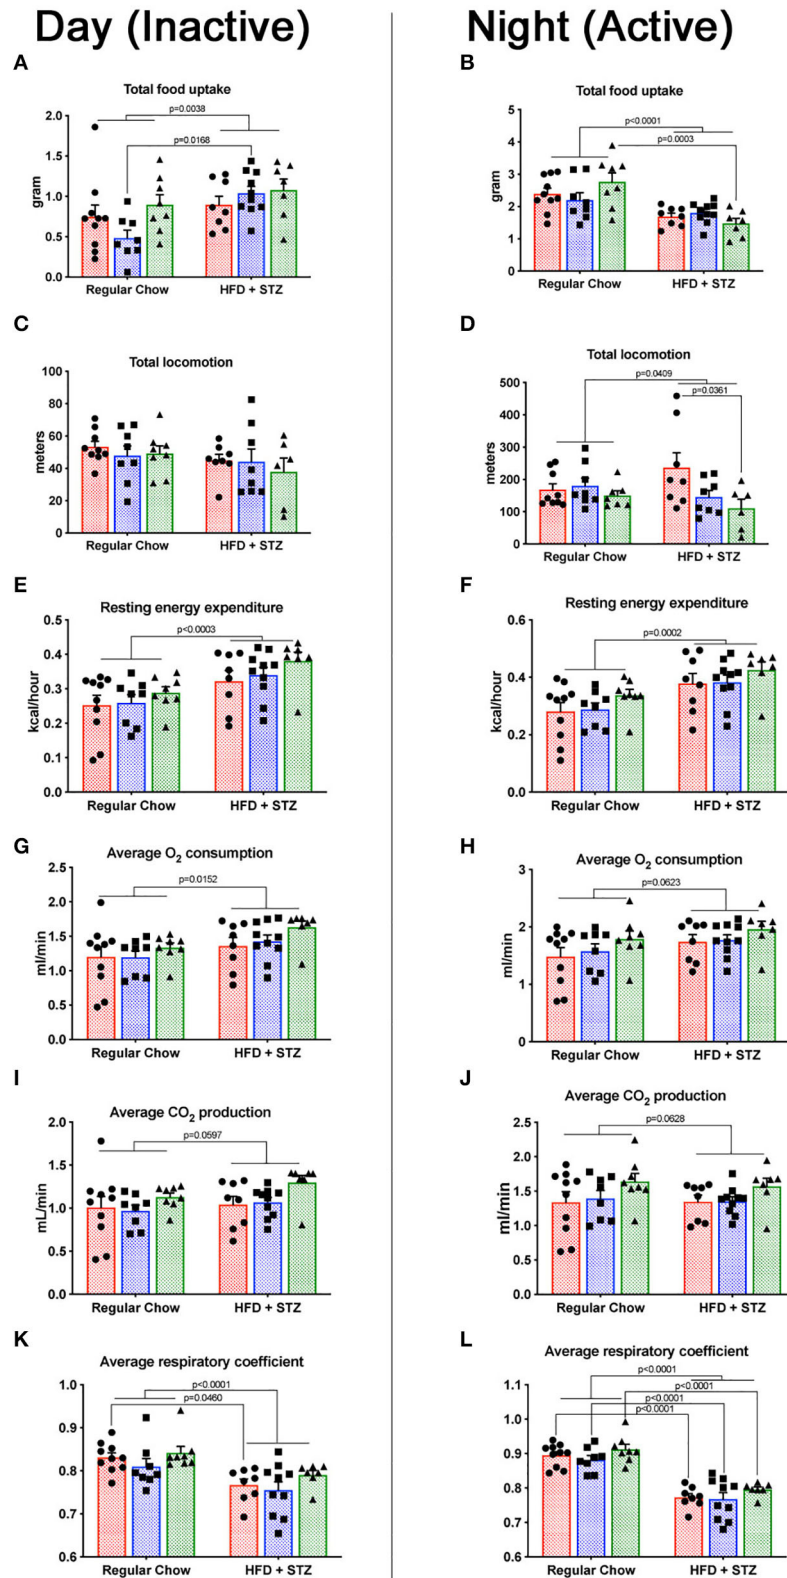 Day (Inactive)
Night (Active)
A
Total food uptake
p=0.0038
p=0.0168
gram
2.0
1.5
1.0
0.5
0.0
Regular Chow
HFD + STZ
B
Total food uptake
p<0.0001
p=0.0003
gram
5
4
3
2
1
0
Regular Chow
HFD + STZ
C
Total locomotion
meters
100
80
60
40
20
0
Regular Chow
HFD + STZ
D
Total locomotion
p=0.0409
p=0.0361
meters
500
400
300
200
100
0
Regular Chow
HFD + STZ
E
Resting energy expenditure
p<0.0003
kcal/hour
0.5
0.4
0.3
0.2
0.1
0.0
Regular Chow
HFD + STZ
F
Resting energy expenditure
p=0.0002
kcal/hour
0.6
0.4
0.2
0.0
Regular Chow
HFD + STZ
G
Average O2 consumption
p=0.0152
ml/min
2.5
2.0
1.5
1.0
0.5
0.0
Regular Chow
HFD + STZ
H
Average O2 consumption
p=0.0623
ml/min
3
2
1
0
Regular Chow
HFD + STZ
I
Average CO2 production
p=0.0597
mL/min
2.0
1.5
1.0
0.5
0.0
Regular Chow
HFD + STZ
J
Average CO2 production
p=0.0628
ml/min
2.5
2.0
1.5
1.0
0.5
0.0
Regular Chow
HFD + STZ
K
Average respiratory coefficient
p<0.0001
p=0.0460
1.0
0.9
0.8
0.7
0.6
Regular Chow
HFD + STZ
L
Average respiratory coefficient
p<0.0001
p<0.0001
p<0.0001
p<0.0001
1.1
1.0
0.9
0.8
0.7
0.6
Regular Chow
HFD + STZ